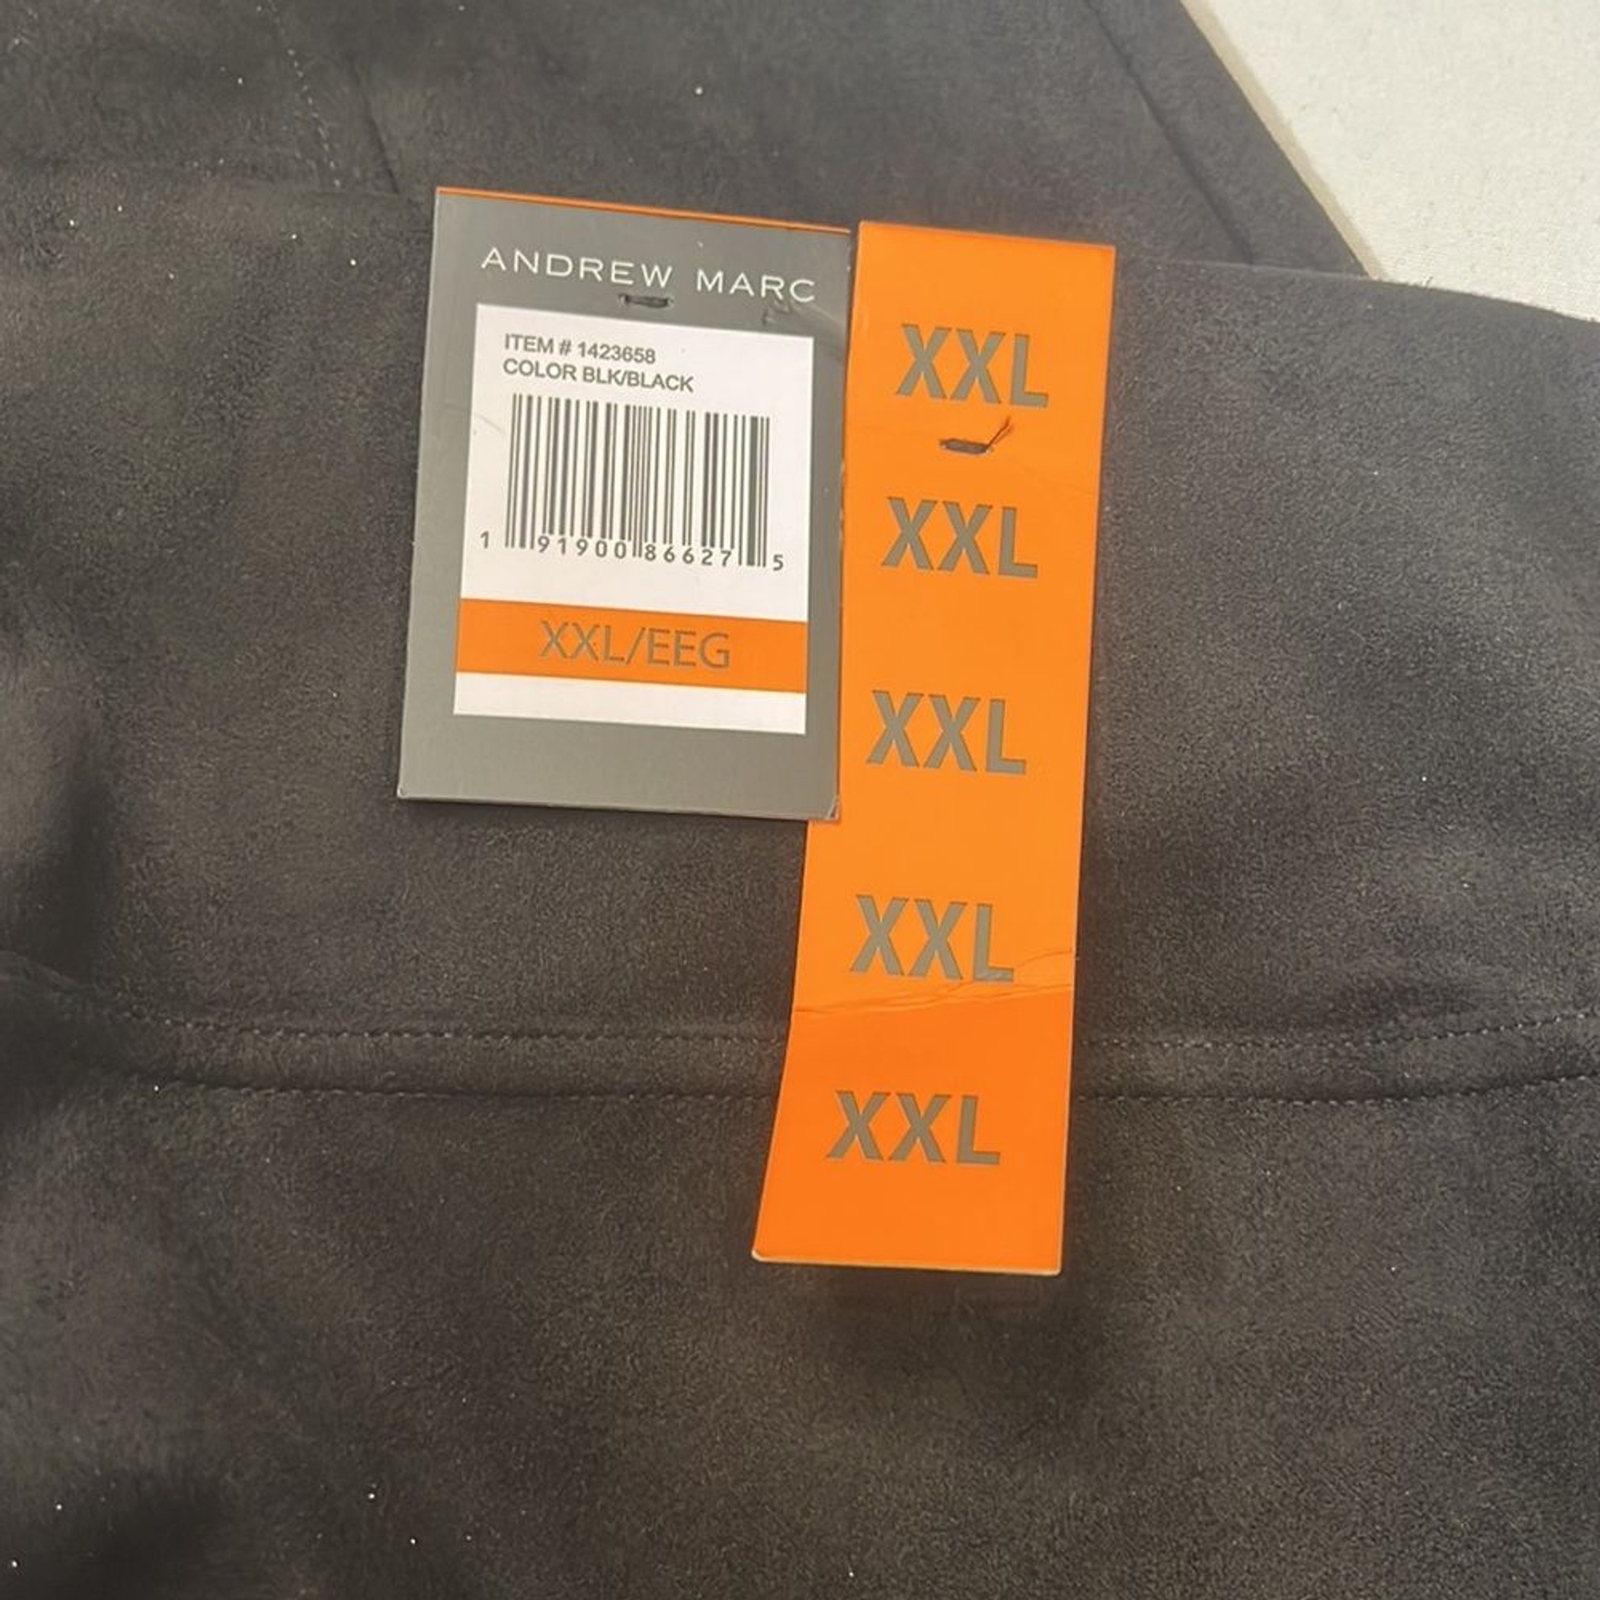 ANDREW MARC
ITEM # 1423658
COLOR BLK/BLACK
1 91900 86627 5
XXL/EEG
XXL
XXL
XXL
XXL
XXL